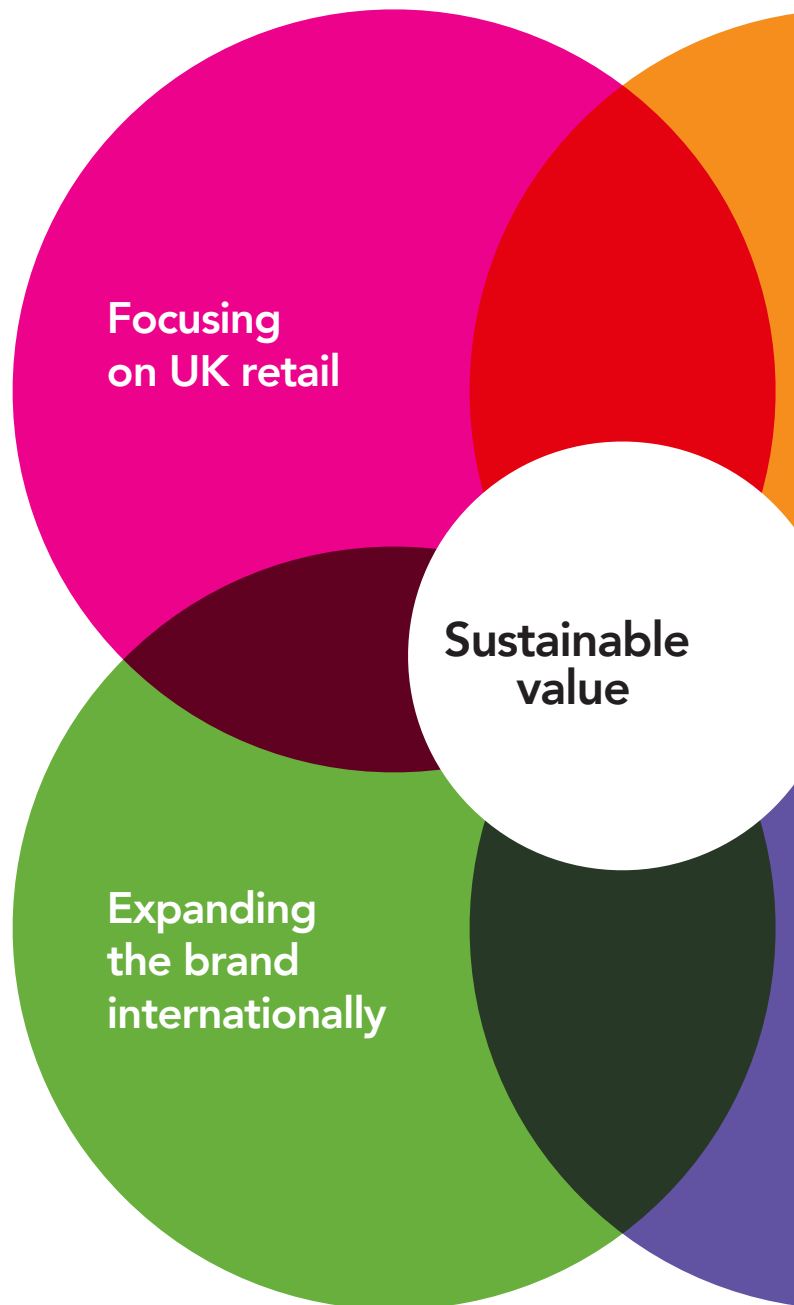 Focusing
on UK retail
Sustainable
value
Expanding
the brand
internationally